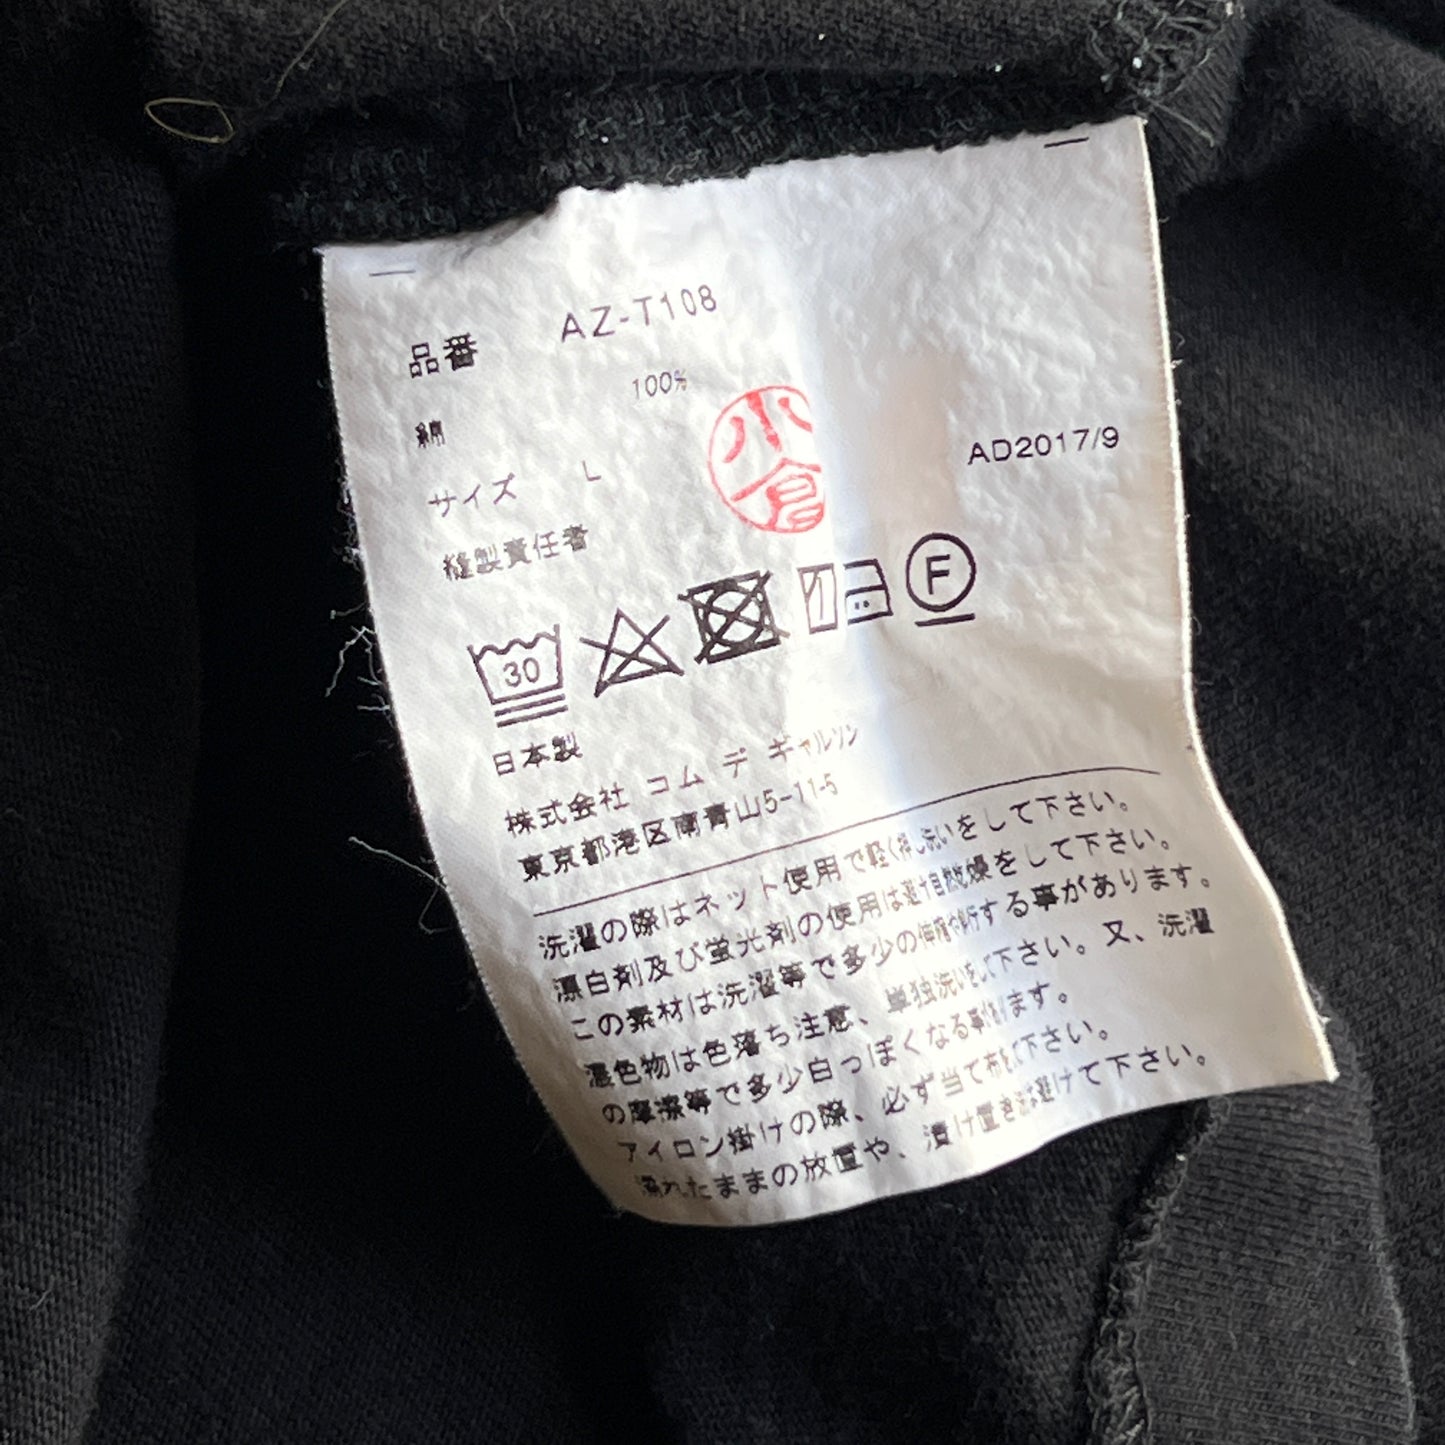 品番 AZ-T108
綿 100%
サイズ L
AD2017/9
縫製責任者
小倉
30
F
日本製
株式会社 コム デ ギャルソン
東京都港区南青山5-11-5
洗濯の際はネット使用で軽く押し洗いをして下さい。
漂白剤及び蛍光剤の使用は避け自然乾燥をして下さい。
この素材は洗濯等で多少の伸縮や斜行する事があります。
濃色物は色落ち注意、単独洗いをして下さい。又、洗濯
の摩擦等で多少白っぽくなる事があります。
アイロン掛けの際、必ず当て布をして下さい。
濡れたままの放置や、漬け置きは避けて下さい。